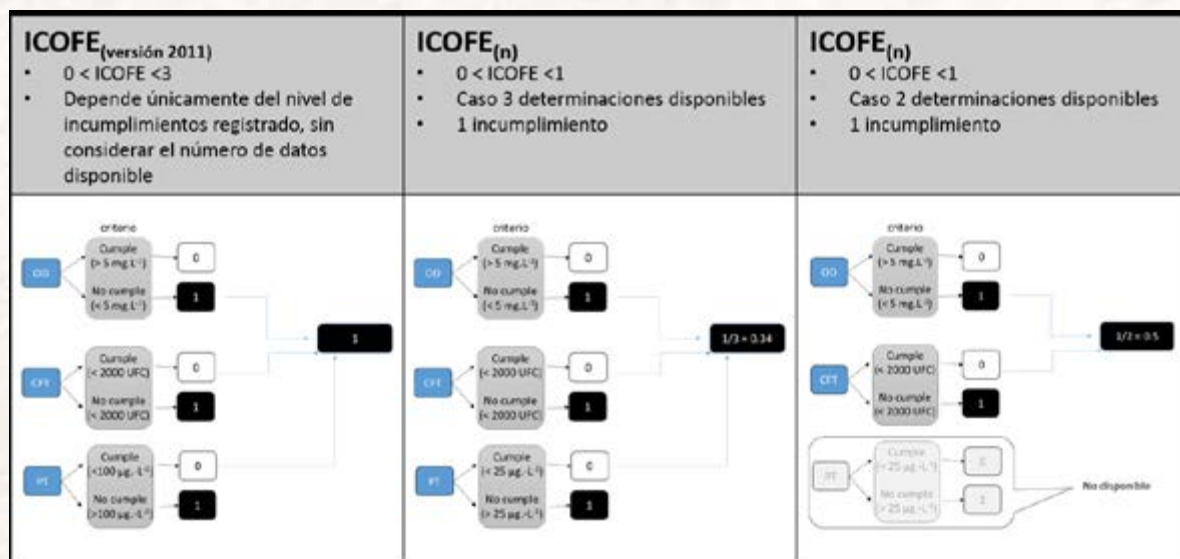 ICOFE(versión 2011)
• 0 < ICOFE <3
• Depende únicamente del nivel de
incumplimientos registrado, sin
considerar el número de datos
disponible
criterio
OD
Cumple
(> 5 mg.L⁻¹)
0
No cumple
(< 5 mg.L⁻¹)
1
CFT
Cumple
(< 2000 UFC)
0
No cumple
(< 2000 UFC)
1
PT
Cumple
(<100 µg.-L⁻¹)
0
No cumple
(>100 µg.-L⁻¹)
1
1
ICOFE(n)
• 0 < ICOFE <1
• Caso 3 determinaciones disponibles
• 1 incumplimiento
criterio
OD
Cumple
(> 5 mg.L⁻¹)
0
No cumple
(< 5 mg.L⁻¹)
1
CFT
Cumple
(< 2000 UFC)
0
No cumple
(< 2000 UFC)
1
PT
Cumple
(< 25 µg.-L⁻¹)
0
No cumple
(> 25 µg.-L⁻¹)
1
1/3 = 0.34
ICOFE(n)
• 0 < ICOFE <1
• Caso 2 determinaciones disponibles
• 1 incumplimiento
criterio
OD
Cumple
(> 5 mg.L⁻¹)
0
No cumple
(< 5 mg.L⁻¹)
1
CFT
Cumple
(< 2000 UFC)
0
No cumple
(< 2000 UFC)
1
PT
Cumple
(< 25 µg.-L⁻¹)
0
No cumple
(> 25 µg.-L⁻¹)
1
1/2 = 0.5
No disponible